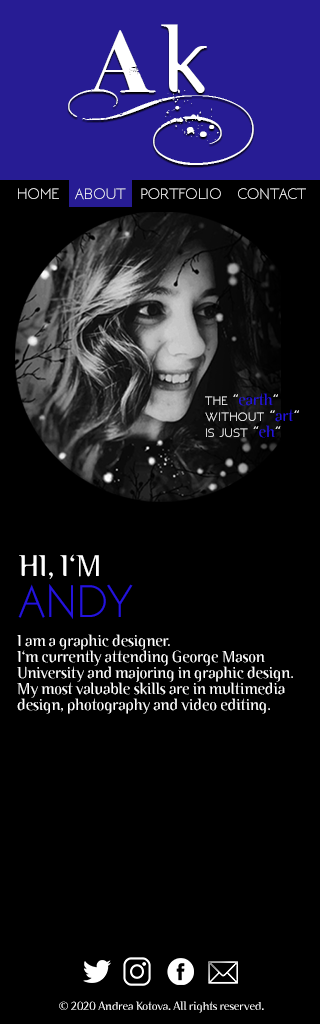 Ak
HOME ABOUT PORTFOLIO CONTACT
THE “earth“
WITHOUT “art“
IS JUST “eh“
HI, I‘M
ANDY
I am a graphic designer.
I‘m currently attending George Mason
University and majoring in graphic design.
My most valuable skills are in multimedia
design, photography and video editing.
© 2020 Andrea Kotova. All rights reserved.